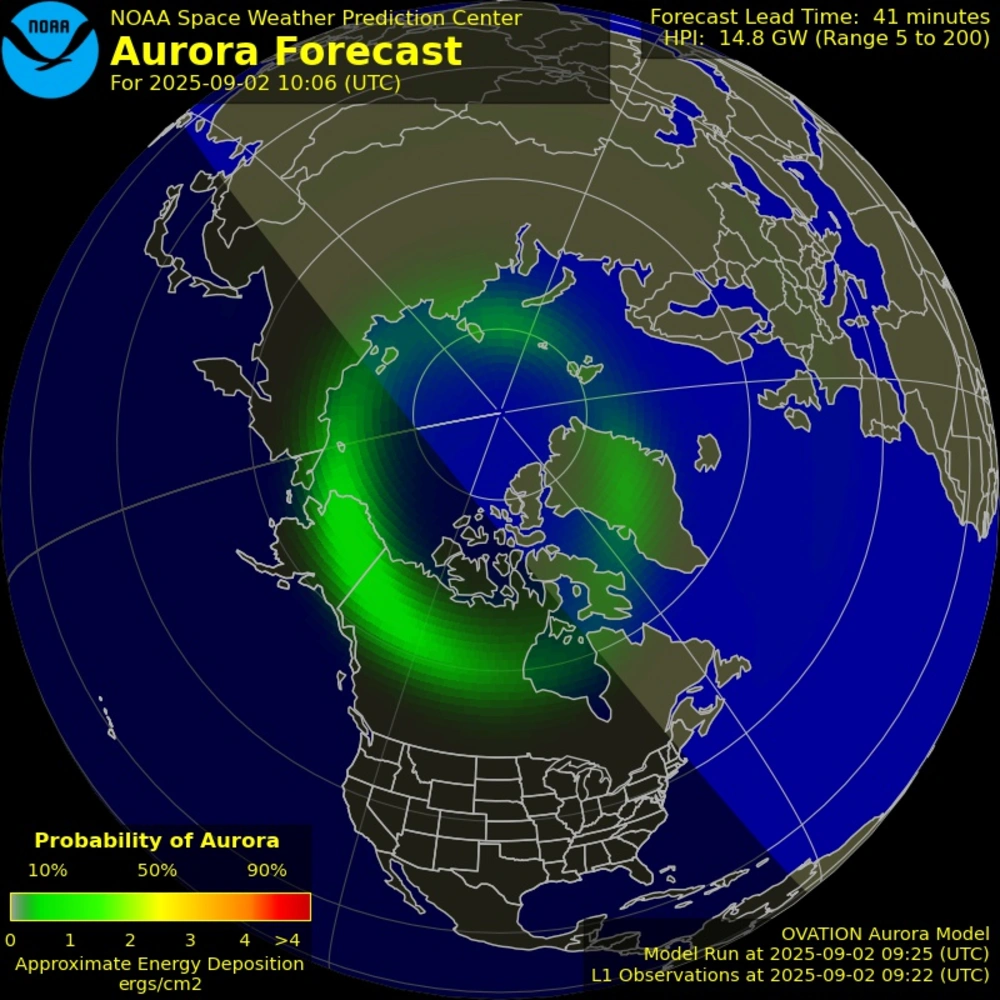 NOAA
NOAA Space Weather Prediction Center
Aurora Forecast
For 2025-09-02 10:06 (UTC)
Forecast Lead Time: 41 minutes
HPI: 14.8 GW (Range 5 to 200)
Probability of Aurora
10% 50% 90%
0 1 2 3 4 >4
Approximate Energy Deposition
ergs/cm2
OVATION Aurora Model
Model Run at 2025-09-02 09:25 (UTC)
L1 Observations at 2025-09-02 09:22 (UTC)